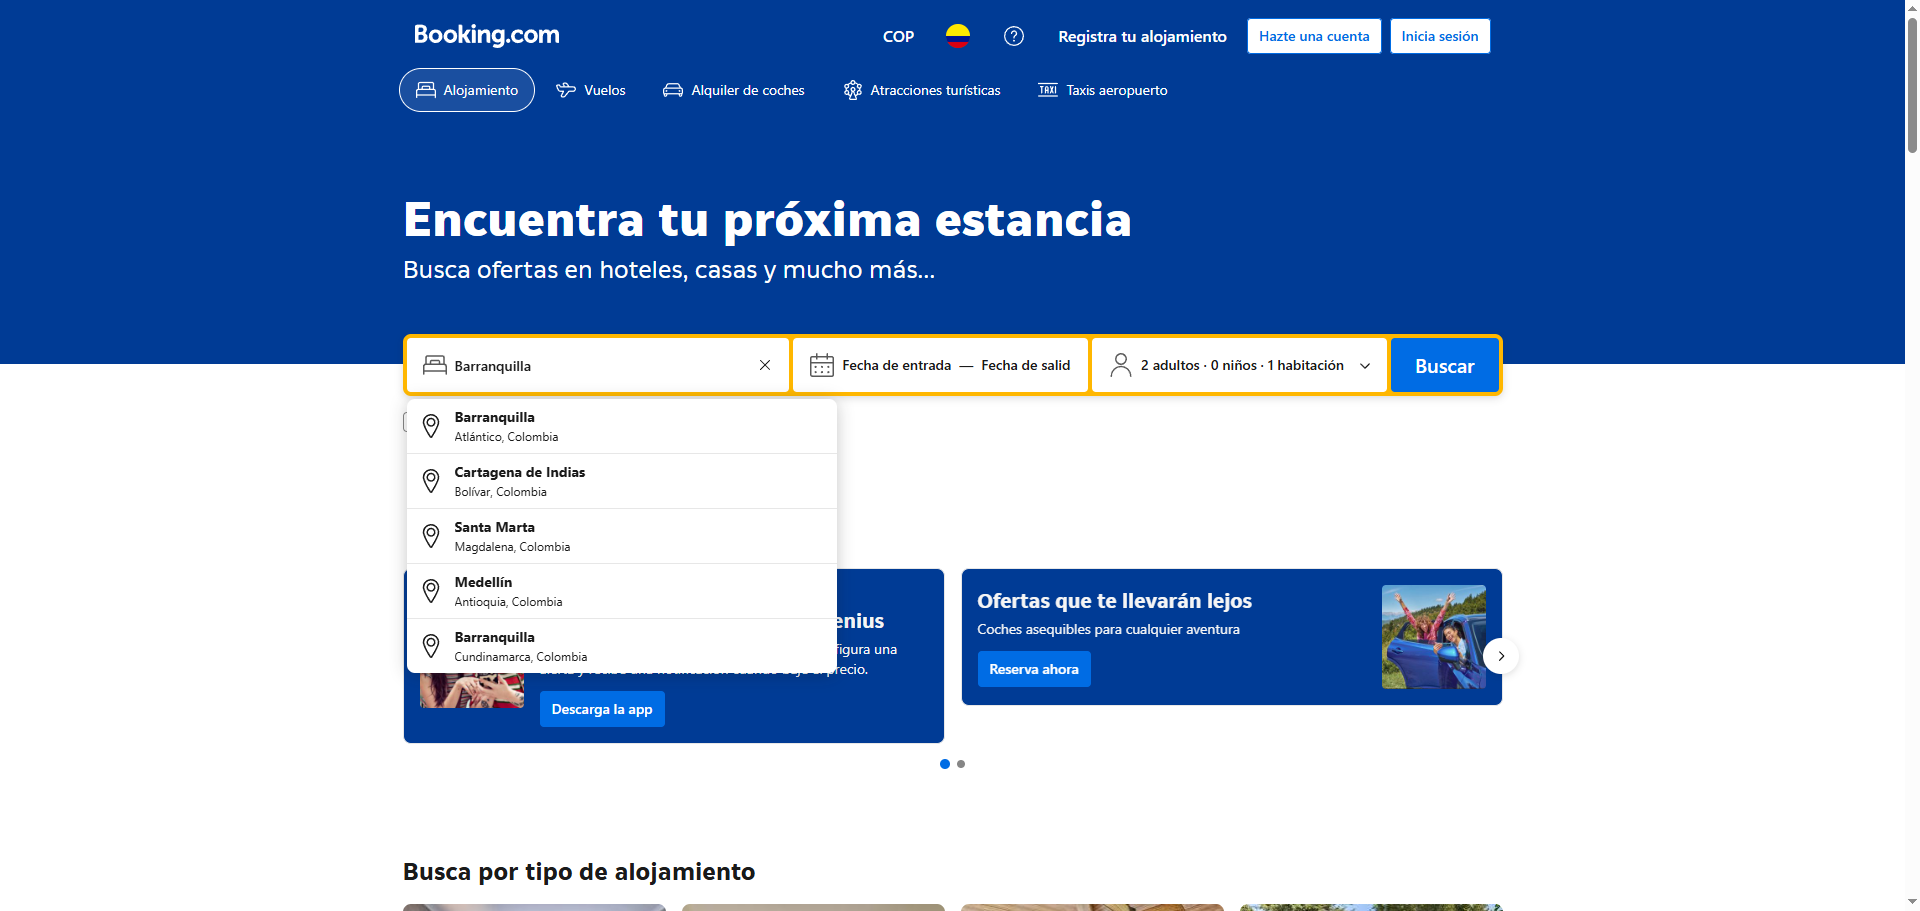 Booking.com
COP
Registra tu alojamiento
Hazte una cuenta
Inicia sesión
Alojamiento
Vuelos
Alquiler de coches
Atracciones turísticas
TAXI
Taxis aeropuerto
Encuentra tu próxima estancia
Busca ofertas en hoteles, casas y mucho más...
Barranquilla
Fecha de entrada — Fecha de salid
2 adultos · 0 niños · 1 habitación
Buscar
Barranquilla
Atlántico, Colombia
Cartagena de Indias
Bolívar, Colombia
Santa Marta
Magdalena, Colombia
Medellín
Antioquia, Colombia
Barranquilla
Cundinamarca, Colombia
enius
figura una
precio.
Descarga la app
Ofertas que te llevarán lejos
Coches asequibles para cualquier aventura
Reserva ahora
Busca por tipo de alojamiento